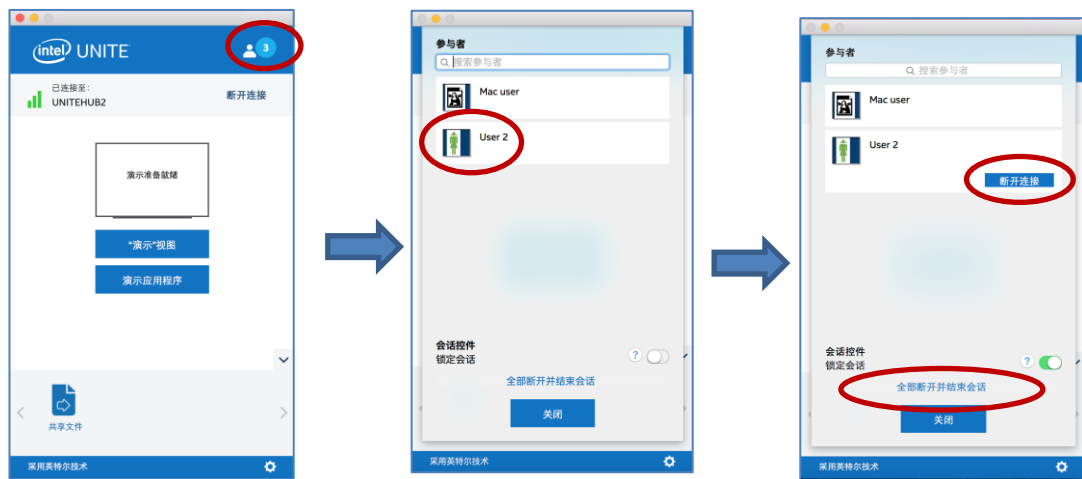 intel UNITE
3
已连接至：
UNITEHUB2
断开连接
演示准备就绪
“演示”视图
演示应用程序
共享文件
采用英特尔技术
参与者
搜索参与者
Mac user
User 2
会话控件
锁定会话
?
全部断开并结束会话
关闭
采用英特尔技术
参与者
搜索参与者
Mac user
User 2
断开连接
会话控件
锁定会话
?
全部断开并结束会话
关闭
采用英特尔技术